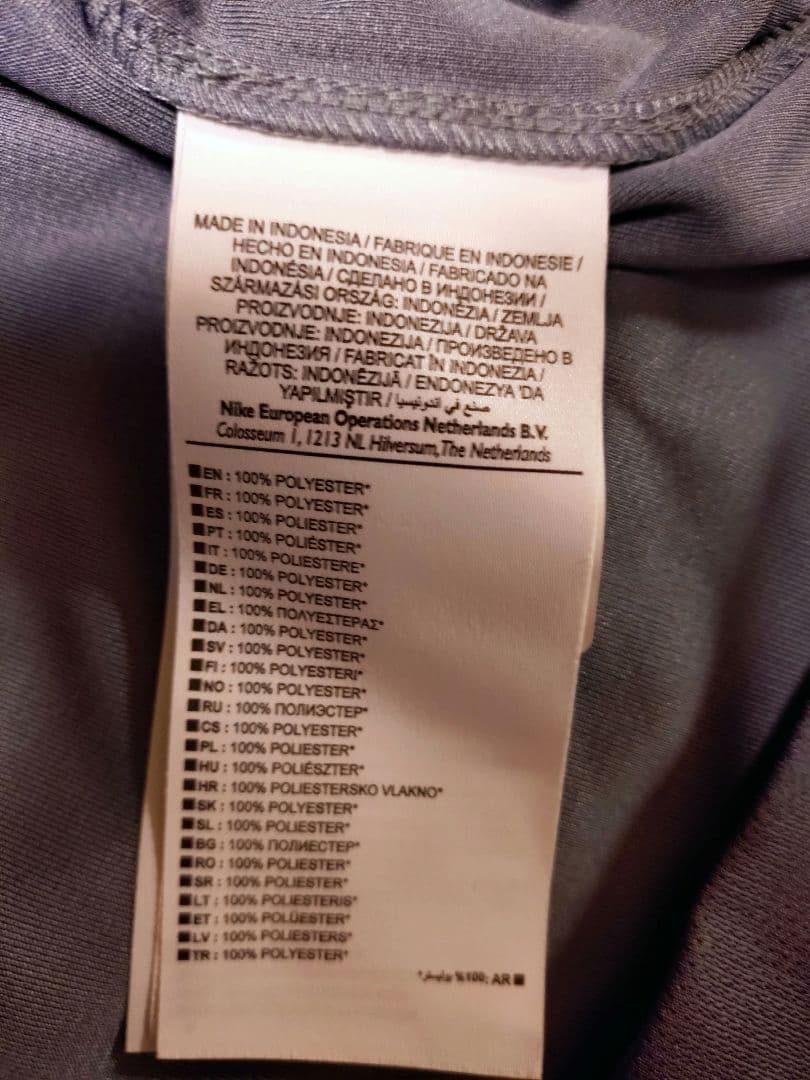 MADE IN INDONESIA / FABRIQUE EN INDONESIE /
HECHO EN INDONESIA / FABRICADO NA
INDONÉSIA / СДЕЛАНО В ИНДОНЕЗИИ /
SZÁRMAZÁSI ORSZÁG: INDONÉZIA / ZEMLJA
PROIZVODNJE: INDONEZIJA / DRŽAVA
PROIZVODNJE: INDONEZIJA / ПРОИЗВЕДЕНО В
ИНДОНЕЗИЯ / FABRICAT ÎN INDONEZIA /
RAŽOTS: INDONĒZIJĀ / ENDONEZYA 'DA
YAPILMIŞTIR / صنع في اندونيسيا
Nike European Operations Netherlands B.V.
Colosseum 1, 1213 NL Hilversum, The Netherlands
EN : 100% POLYESTER*
FR : 100% POLYESTER*
ES : 100% POLIESTER*
PT : 100% POLIÉSTER*
IT : 100% POLIESTERE*
DE : 100% POLYESTER*
NL : 100% POLYESTER*
EL : 100% ΠΟΛΥΕΣΤΕΡΑΣ*
DA : 100% POLYESTER*
SV : 100% POLYESTER*
FI : 100% POLYESTERI*
NO : 100% POLYESTER*
RU : 100% ПОЛИЭСТЕР*
CS : 100% POLYESTER*
PL : 100% POLIESTER*
HU : 100% POLIÉSZTER*
HR : 100% POLIESTERSKO VLAKNO*
SK : 100% POLYESTER*
SL : 100% POLIESTER*
BG : 100% ПОЛИЕСТЕР*
RO : 100% POLIESTER*
SR : 100% POLIESTER*
LT : 100% POLIESTERIS*
ET : 100% POLÜESTER*
LV : 100% POLIESTERS*
TR : 100% POLYESTER*
AR :100% بوليستر*